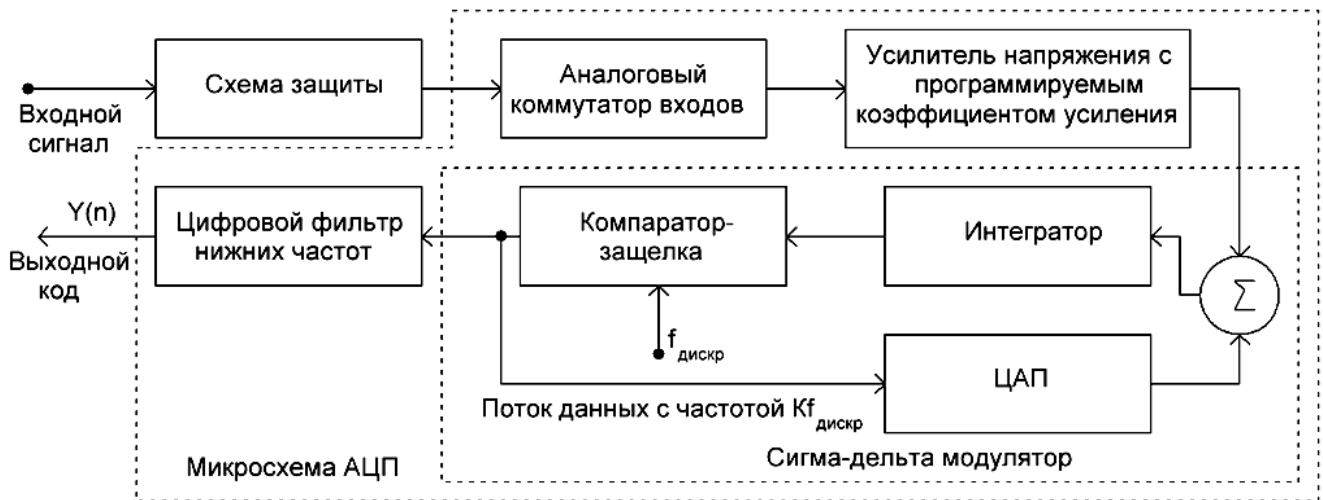 Входной
сигнал
Схема защиты
Аналоговый
коммутатор входов
Усилитель напряжения с
программируемым
коэффициентом усиления
Y(n)
Выходной
код
Цифровой фильтр
нижних частот
Компаратор-
защелка
Интегратор
Σ
fдискр
ЦАП
Поток данных с частотой Kfдискр
Сигма-дельта модулятор
Микросхема АЦП